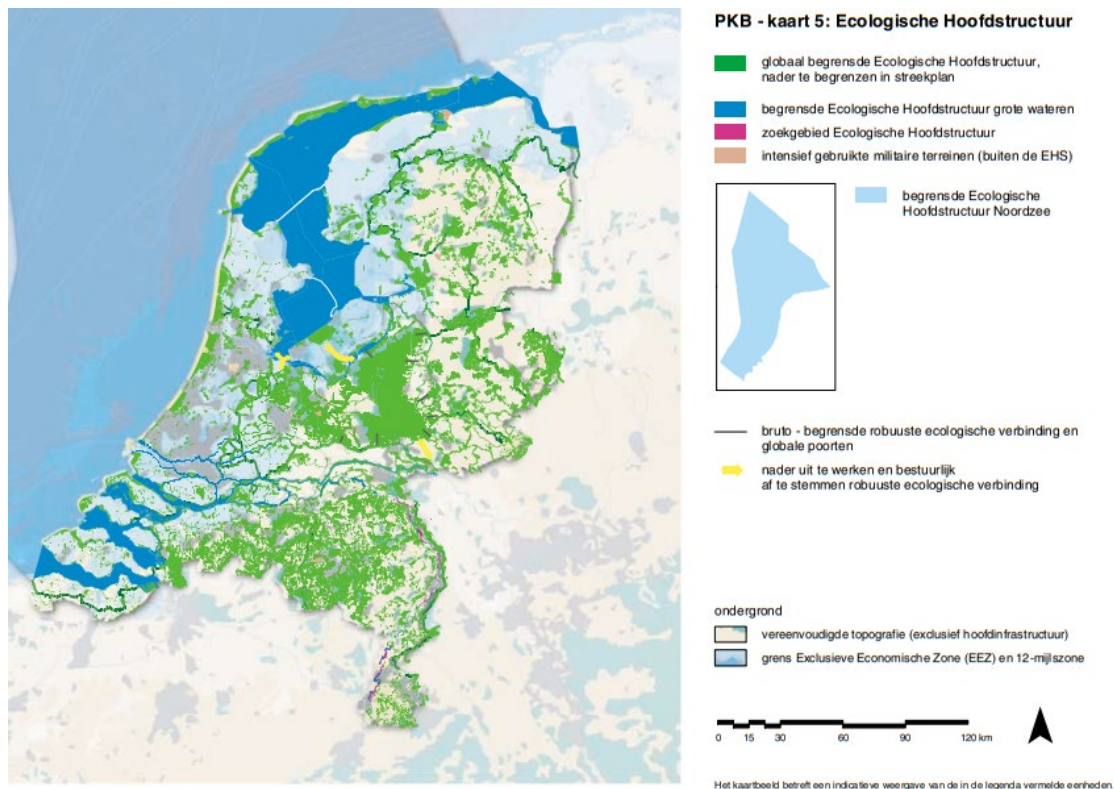 PKB - kaart 5: Ecologische Hoofdstructuur
globaal begrensde Ecologische Hoofdstructuur,
nader te begrenzen in streekplan
begrensde Ecologische Hoofdstructuur grote wateren
zoekgebied Ecologische Hoofdstructuur
intensief gebruikte militaire terreinen (buiten de EHS)
begrensde Ecologische
Hoofdstructuur Noordzee
bruto - begrensde robuuste ecologische verbinding en
globale poorten
nader uit te werken en bestuurlijk
af te stemmen robuuste ecologische verbinding
ondergrond
vereenvoudigde topografie (exclusief hoofdinfrastructuur)
grens Exclusieve Economische Zone (EEZ) en 12-mijlszone
0 15 30 60 90 120 km
Het kaartbeeld betreft een indicatieve weergave van de in de legenda vermelde eenheden